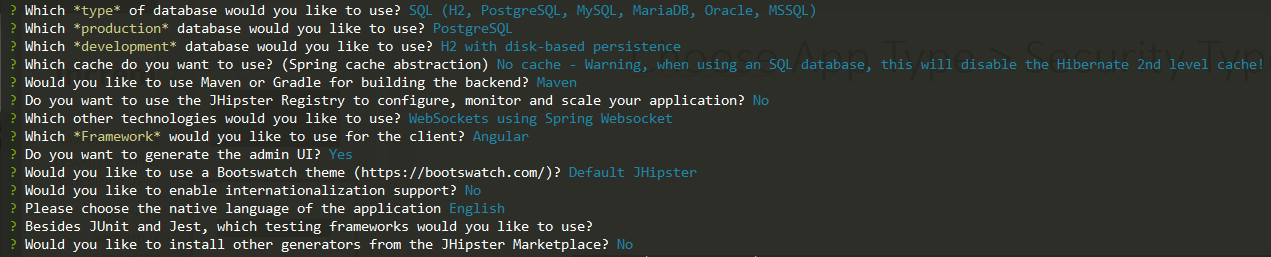 ? Which *type* of database would you like to use? SQL (H2, PostgreSQL, MySQL, MariaDB, Oracle, MSSQL)
? Which *production* database would you like to use? PostgreSQL
? Which *development* database would you like to use? H2 with disk-based persistence
? Which cache do you want to use? (Spring cache abstraction) No cache - Warning, when using an SQL database, this will disable the Hibernate 2nd level cache!
? Would you like to use Maven or Gradle for building the backend? Maven
? Do you want to use the JHipster Registry to configure, monitor and scale your application? No
? Which other technologies would you like to use? WebSockets using Spring Websocket
? Which *Framework* would you like to use for the client? Angular
? Do you want to generate the admin UI? Yes
? Would you like to use a Bootswatch theme (https://bootswatch.com/)? Default JHipster
? Would you like to enable internationalization support? No
? Please choose the native language of the application English
? Besides JUnit and Jest, which testing frameworks would you like to use?
? Would you like to install other generators from the JHipster Marketplace? No
Choose App Type > Security Typ